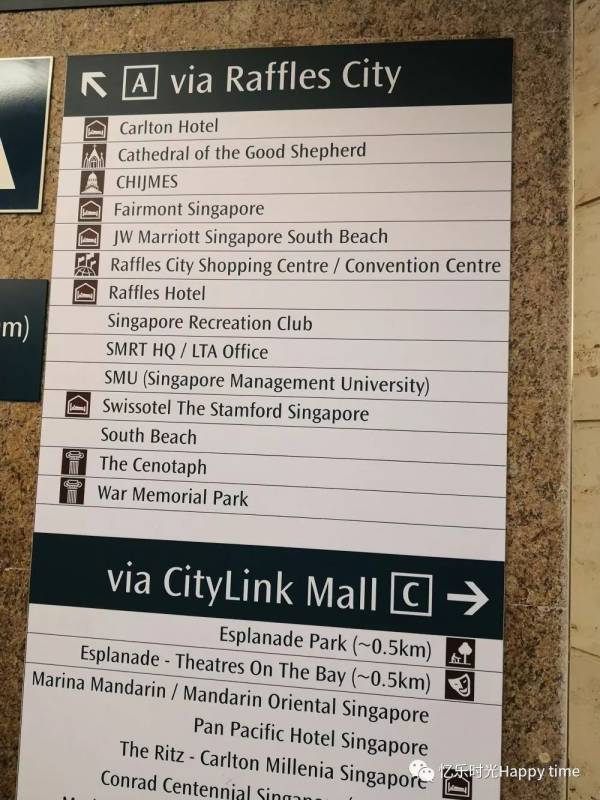 A via Raffles City
Carlton Hotel
Cathedral of the Good Shepherd
CHIJMES
Fairmont Singapore
JW Marriott Singapore South Beach
Raffles City Shopping Centre / Convention Centre
Raffles Hotel
Singapore Recreation Club
SMRT HQ / LTA Office
SMU (Singapore Management University)
Swissotel The Stamford Singapore
South Beach
The Cenotaph
War Memorial Park
m)
via CityLink Mall C
Esplanade Park (~0.5km)
Esplanade - Theatres On The Bay (~0.5km)
Marina Mandarin / Mandarin Oriental Singapore
Pan Pacific Hotel Singapore
The Ritz - Carlton Millenia Singapore
Conrad Centennial
忆乐时光Happy time